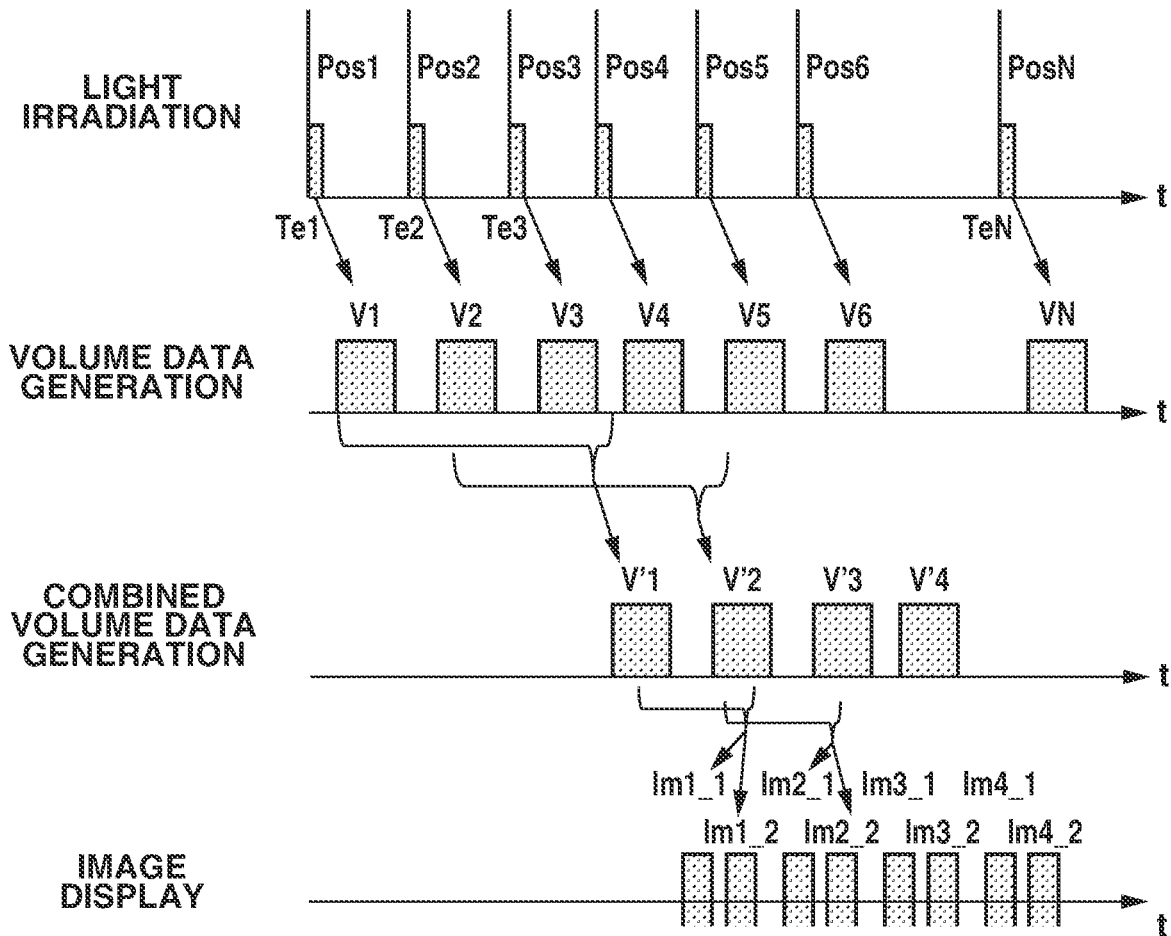 Pos1 Pos2 Pos3 Pos4 Pos5 Pos6 PosN
LIGHT
IRRADIATION
t
Te1 Te2 Te3 TeN
V1 V2 V3 V4 V5 V6 VN
VOLUME DATA
GENERATION
t
V'1 V'2 V'3 V'4
COMBINED
VOLUME DATA
GENERATION
t
Im1_1 Im2_1 Im3_1 Im4_1
Im1_2 Im2_2 Im3_2 Im4_2
IMAGE
DISPLAY
t